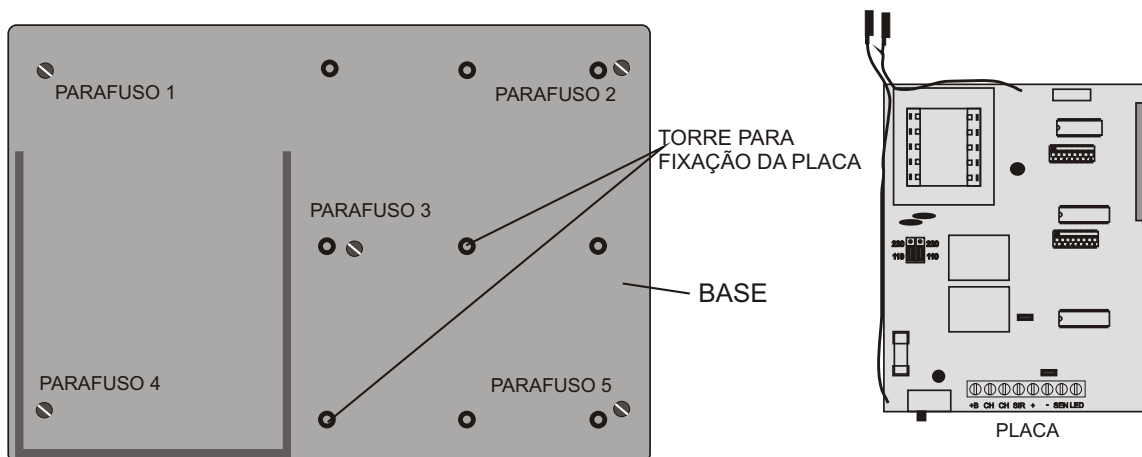 PARAFUSO 1
PARAFUSO 2
TORRE PARA
FIXAÇÃO DA PLACA
PARAFUSO 3
BASE
PARAFUSO 4
PARAFUSO 5
220 220
110 110
+B CH CH SIR + - SEN LED
PLACA